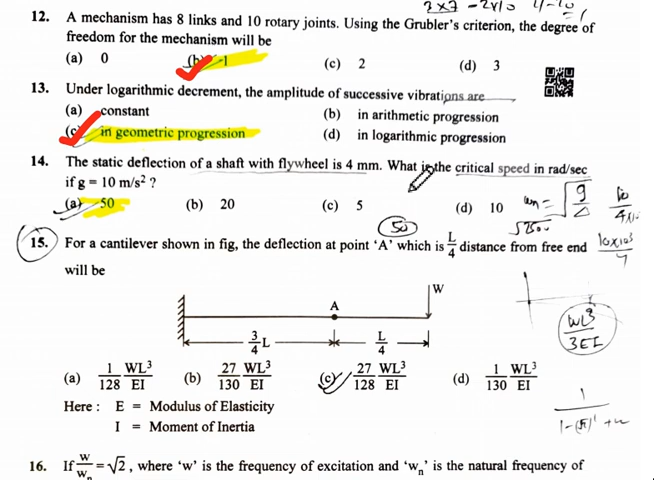 3x7 - 2x10
12. A mechanism has 8 links and 10 rotary joints. Using the Grubler's criterion, the degree of
freedom for the mechanism will be
(a) 0 (b) 1 (c) 2 (d) 3
13. Under logarithmic decrement, the amplitude of successive vibrations are
(a) constant (b) in arithmetic progression
(c) in geometric progression (d) in logarithmic progression
14. The static deflection of a shaft with flywheel is 4 mm. What is the critical speed in rad/sec
if g = 10 m/s² ?
(a) 50 (b) 20 (c) 5 (d) 10
ωn = √g/Δ
√2500
50
15. For a cantilever shown in fig, the deflection at point 'A' which is L/4 distance from free end
will be
10x10³/4
W
A
3/4 L L/4
WL³/3EI
(a) 1/128 WL³/EI (b) 27/130 WL³/EI (c) 27/128 WL³/EI (d) 1/130 WL³/EI
Here : E = Modulus of Elasticity
I = Moment of Inertia
16. If w/wₙ = √2 , where 'w' is the frequency of excitation and 'wₙ' is the natural frequency of